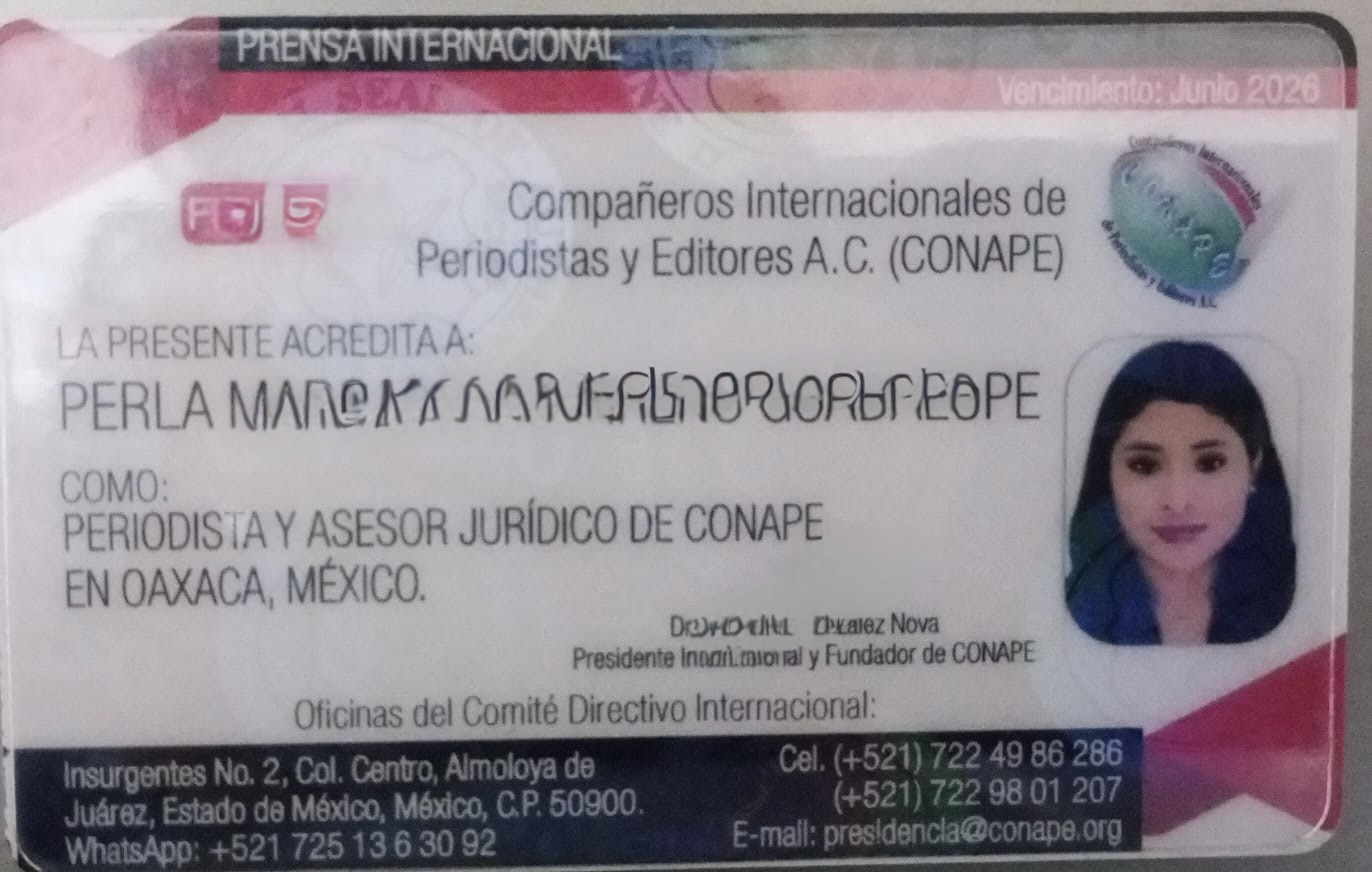 PRENSA INTERNACIONAL
Vencimiento: Junio 2026
Compañeros Internacionales de
Periodistas y Editores A.C. (CONAPE)
LA PRESENTE ACREDITA A:
PERLA
COMO:
PERIODISTA Y ASESOR JURÍDICO DE CONAPE
EN OAXACA, MÉXICO.
Nova
Presidente y Fundador de CONAPE
Oficinas del Comité Directivo Internacional:
Insurgentes No. 2, Col. Centro, Almoloya de
Juárez, Estado de México, México, C.P. 50900.
WhatsApp: +521 725 13 6 30 92
Cel. (+521) 722 49 86 286
(+521) 722 98 01 207
E-mail: presidencia@conape.org